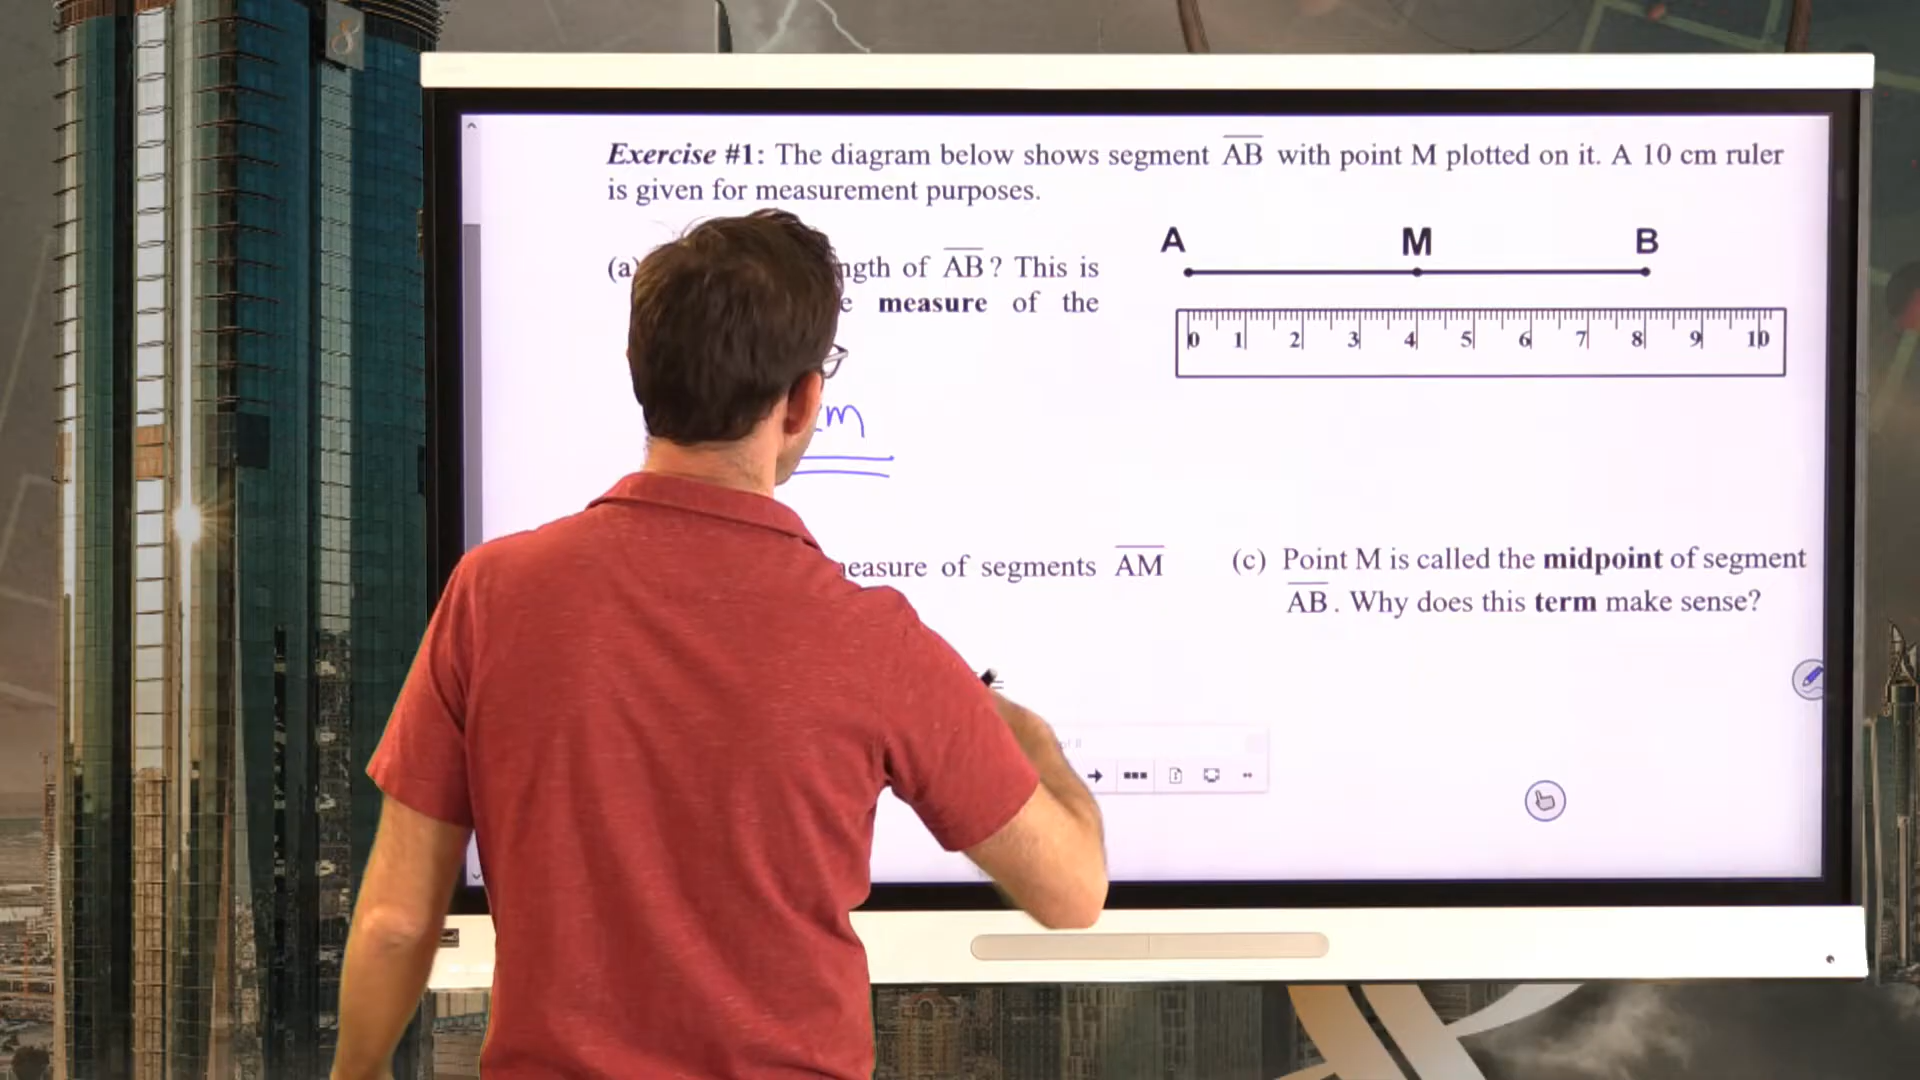 Exercise #1: The diagram below shows segment AB with point M plotted on it. A 10 cm ruler
is given for measurement purposes.
(a) of AB? This is
measure of the
cm
A M B
0 1 2 3 4 5 6 7 8 9 10
of segments AM
(c) Point M is called the midpoint of segment
AB. Why does this term make sense?
=
8